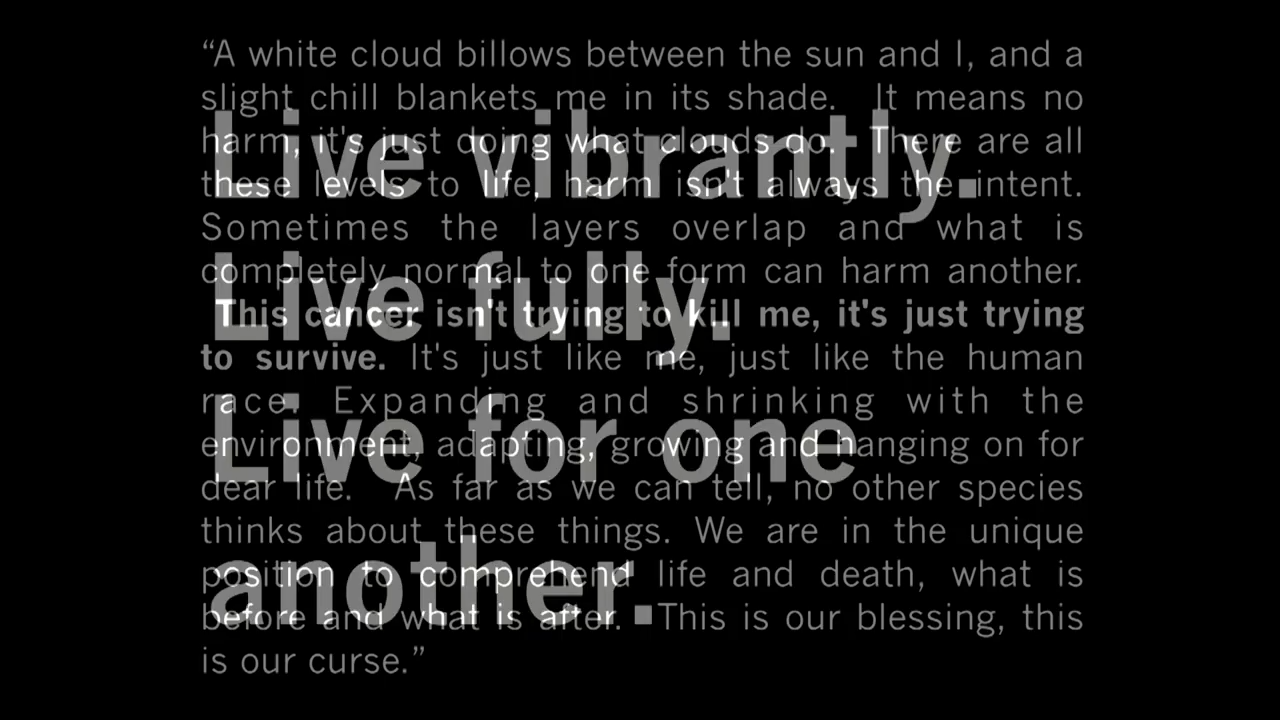 “A white cloud billows between the sun and I, and a
slight chill blankets me in its shade. It means no
harm, it's just doing what clouds do. There are all
these levels to life, harm isn't always the intent.
Sometimes the layers overlap and what is
completely normal to one form can harm another.
This cancer isn't trying to kill me, it's just trying
to survive. It's just like me, just like the human
race. Expanding and shrinking with the
environment, adapting, growing and hanging on for
dear life. As far as we can tell, no other species
thinks about these things. We are in the unique
position to comprehend life and death, what is
before and what is after. This is our blessing, this
is our curse.”
Live vibrantly.
Live fully.
Live for one
another.